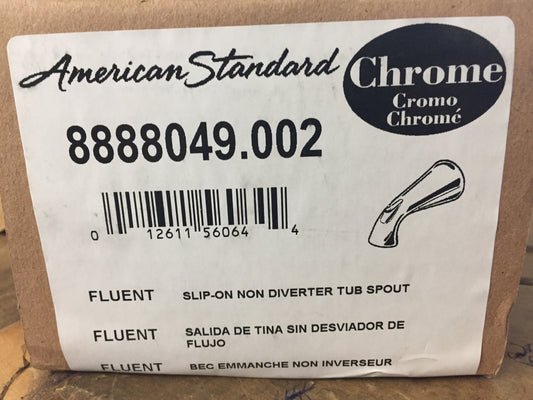 American Standard
Chrome
Cromo
Chromé
8888049.002
0 12611 56064 4
FLUENT SLIP-ON NON DIVERTER TUB SPOUT
FLUENT SALIDA DE TINA SIN DESVIADOR DE
FLUJO
FLUENT BEC EMMANCHE NON INVERSEUR